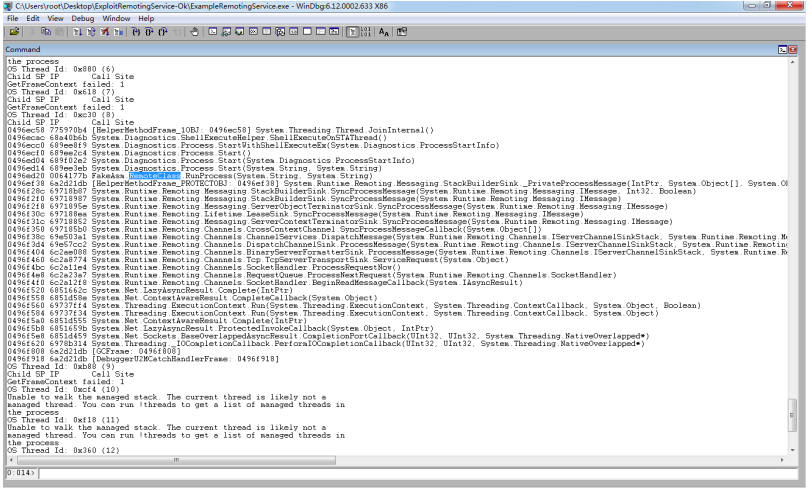 C:\Users\root\Desktop\ExploitRemotingService-Ok\ExampleRemotingService.exe - WinDbg:6.12.0002.633 X86
File Edit View Debug Window Help
Command
the process
OS Thread Id: 0x880 (6)
Child SP IP Call Site
GetFrameContext failed: 1
OS Thread Id: 0x618 (7)
Child SP IP Call Site
GetFrameContext failed: 1
OS Thread Id: 0xc30 (8)
Child SP IP Call Site
0496ec58 775970b4 [HelperMethodFrame_1OBJ: 0496ec58] System.Threading.Thread.JoinInternal()
0496ecac 68a40b6b System.Diagnostics.ShellExecuteHelper.ShellExecuteOnSTAThread()
0496ecc0 689ee8f9 System.Diagnostics.Process.StartWithShellExecuteEx(System.Diagnostics.ProcessStartInfo)
0496ecf0 689ee2c4 System.Diagnostics.Process.Start()
0496ed04 689f02e2 System.Diagnostics.Process.Start(System.Diagnostics.ProcessStartInfo)
0496ed14 689ee3eb System.Diagnostics.Process.Start(System.String, System.String)
0496ed20 0064177b FakeAsm.RemoteClass.RunProcess(System.String, System.String)
0496ef38 6a2d21db [HelperMethodFrame_PROTECTOBJ: 0496ef38] System.Runtime.Remoting.Messaging.StackBuilderSink._PrivateProcessMessage(IntPtr, System.Object[], System.Ol
0496f28c 69718b87 System.Runtime.Remoting.Messaging.StackBuilderSink.SyncProcessMessage(System.Runtime.Remoting.Messaging.IMessage, Int32, Boolean)
0496f2f0 69718987 System.Runtime.Remoting.Messaging.StackBuilderSink.SyncProcessMessage(System.Runtime.Remoting.Messaging.IMessage)
0496f2f8 6971895e System.Runtime.Remoting.Messaging.ServerObjectTerminatorSink.SyncProcessMessage(System.Runtime.Remoting.Messaging.IMessage)
0496f30c 697188ea System.Runtime.Remoting.Lifetime.LeaseSink.SyncProcessMessage(System.Runtime.Remoting.Messaging.IMessage)
0496f31c 69718852 System.Runtime.Remoting.Messaging.ServerContextTerminatorSink.SyncProcessMessage(System.Runtime.Remoting.Messaging.IMessage)
0496f350 697185b0 System.Runtime.Remoting.Channels.CrossContextChannel.SyncProcessMessageCallback(System.Object[])
0496f38c 69e503a1 System.Runtime.Remoting.Channels.ChannelServices.DispatchMessage(System.Runtime.Remoting.Channels.IServerChannelSinkStack, System.Runtime.Remoting.Me
0496f3d4 69e57cc2 System.Runtime.Remoting.Channels.DispatchChannelSink.ProcessMessage(System.Runtime.Remoting.Channels.IServerChannelSinkStack, System.Runtime.Remoting
0496f404 6c2ae008 System.Runtime.Remoting.Channels.BinaryServerFormatterSink.ProcessMessage(System.Runtime.Remoting.Channels.IServerChannelSinkStack, System.Runtime.Re
0496f460 6c2a8774 System.Runtime.Remoting.Channels.Tcp.TcpServerTransportSink.ServiceRequest(System.Object)
0496f4bc 6c2a11e4 System.Runtime.Remoting.Channels.SocketHandler.ProcessRequestNow()
0496f4e8 6c2a23a7 System.Runtime.Remoting.Channels.RequestQueue.ProcessNextRequest(System.Runtime.Remoting.Channels.SocketHandler)
0496f4f0 6c2a12f8 System.Runtime.Remoting.Channels.SocketHandler.BeginReadMessageCallback(System.IAsyncResult)
0496f520 6851662c System.Net.LazyAsyncResult.Complete(IntPtr)
0496f558 6851d58e System.Net.ContextAwareResult.CompleteCallback(System.Object)
0496f560 69737ff4 System.Threading.ExecutionContext.Run(System.Threading.ExecutionContext, System.Threading.ContextCallback, System.Object, Boolean)
0496f580 69737f34 System.Threading.ExecutionContext.Run(System.Threading.ExecutionContext, System.Threading.ContextCallback, System.Object)
0496f5a0 6851d555 System.Net.ContextAwareResult.Complete(IntPtr)
0496f5b8 6851659b System.Net.LazyAsyncResult.ProtectedInvokeCallback(System.Object, IntPtr)
0496f5e8 6851d459 System.Net.Sockets.BaseOverlappedAsyncResult.CompletionPortCallback(UInt32, UInt32, System.Threading.NativeOverlapped*)
0496f620 6978b314 System.Threading._IOCompletionCallback.PerformIOCompletionCallback(UInt32, UInt32, System.Threading.NativeOverlapped*)
0496f808 6a2d21db [GCFrame: 0496f808]
0496f918 6a2d21db [DebuggerU2MCatchHandlerFrame: 0496f918]
OS Thread Id: 0xb88 (9)
Child SP IP Call Site
GetFrameContext failed: 1
OS Thread Id: 0xcf4 (10)
Unable to walk the managed stack. The current thread is likely not a
managed thread. You can run !threads to get a list of managed threads in
the process
OS Thread Id: 0xf18 (11)
Unable to walk the managed stack. The current thread is likely not a
managed thread. You can run !threads to get a list of managed threads in
the process
OS Thread Id: 0x360 (12)
0:014>